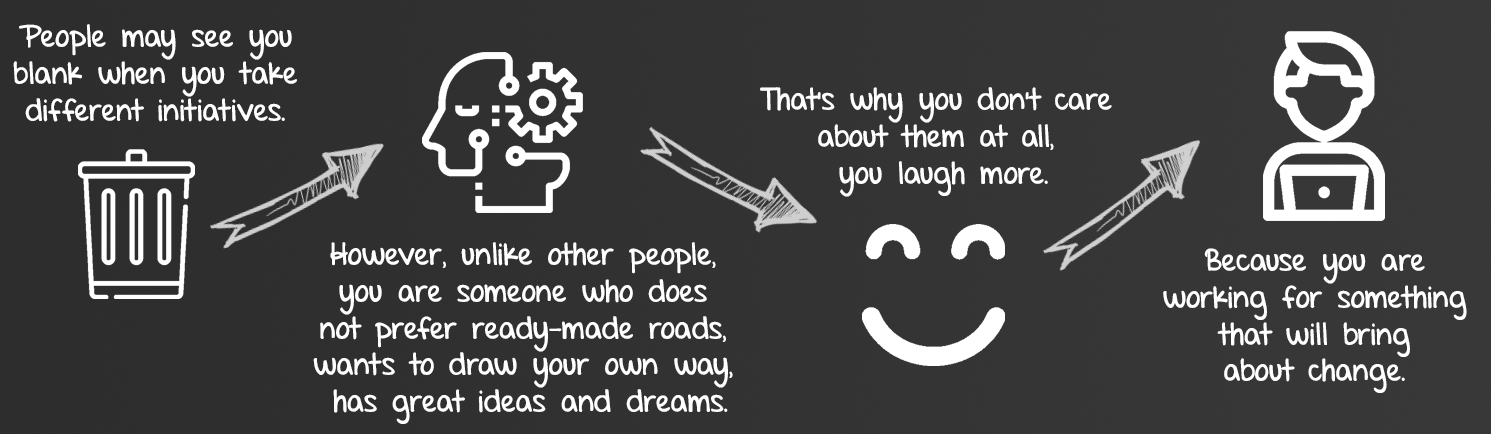 People may see you
blank when you take
different initiatives.
However, unlike other people,
you are someone who does
not prefer ready-made roads,
wants to draw your own way,
has great ideas and dreams.
That's why you don't care
about them at all,
you laugh more.
Because you are
working for something
that will bring
about change.